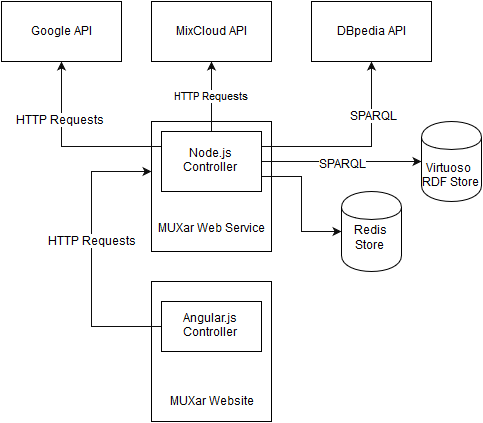 Google API
MixCloud API
DBpedia API
HTTP Requests
HTTP Requests
SPARQL
Node.js
Controller
SPARQL
Virtuoso
RDF Store
MUXar Web Service
Redis
Store
HTTP Requests
Angular.js
Controller
MUXar Website